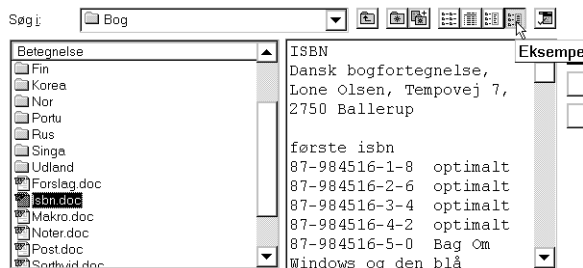 Søg i:
Bog
Eksempe
Betegnelse
Fin
Korea
Nor
Portu
Rus
Singa
Udland
Forslag.doc
Isbn.doc
Makro.doc
Noter.doc
Post.doc
Sorthvid.doc
ISBN
Dansk bogfortegnelse,
Lone Olsen, Tempovej 7,
2750 Ballerup
første isbn
87-984516-1-8 optimalt
87-984516-2-6
87-984516-3-4 optimalt
87-984516-4-2 optimalt
87-984516-5-0 Bag Om
Windows og den blå